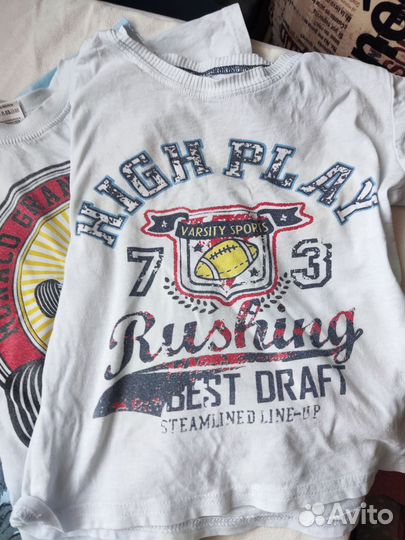 HIGH PLAY
VARSITY SPORTS
7 3
Rushing
BEST DRAFT
STEAMLINED LINE-UP
Avito